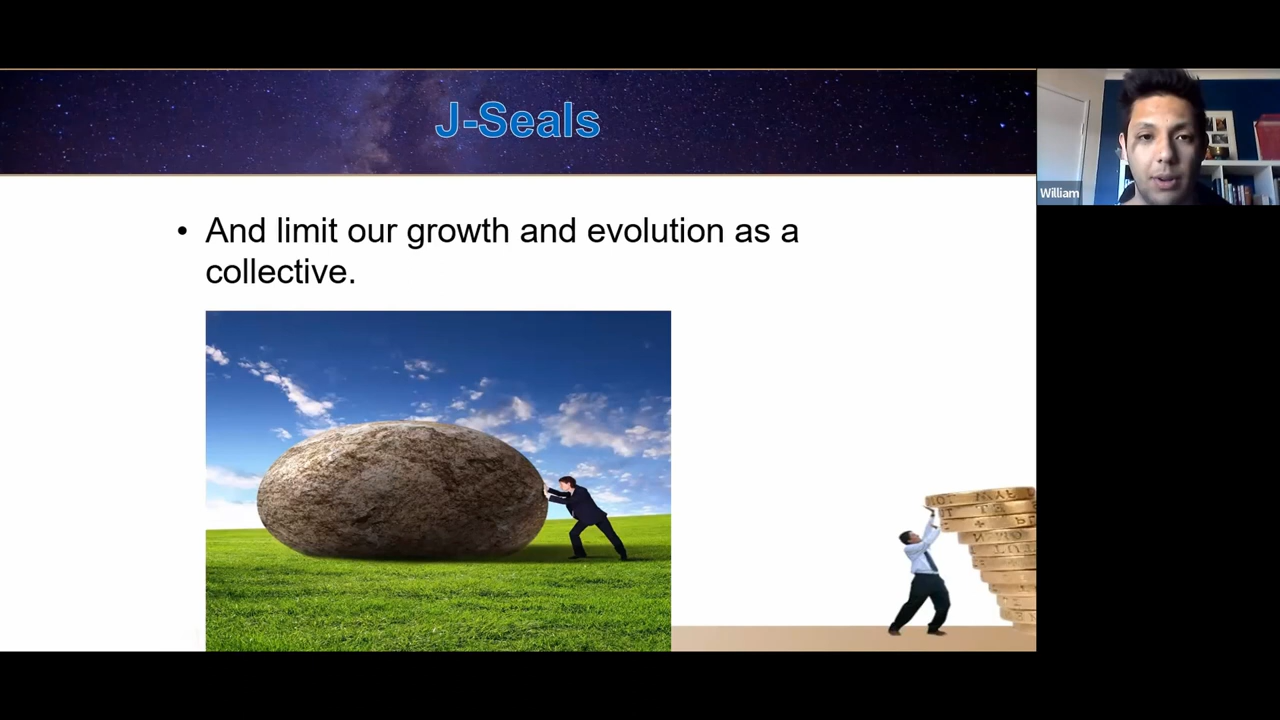 J-Seals
William
• And limit our growth and evolution as a
collective.